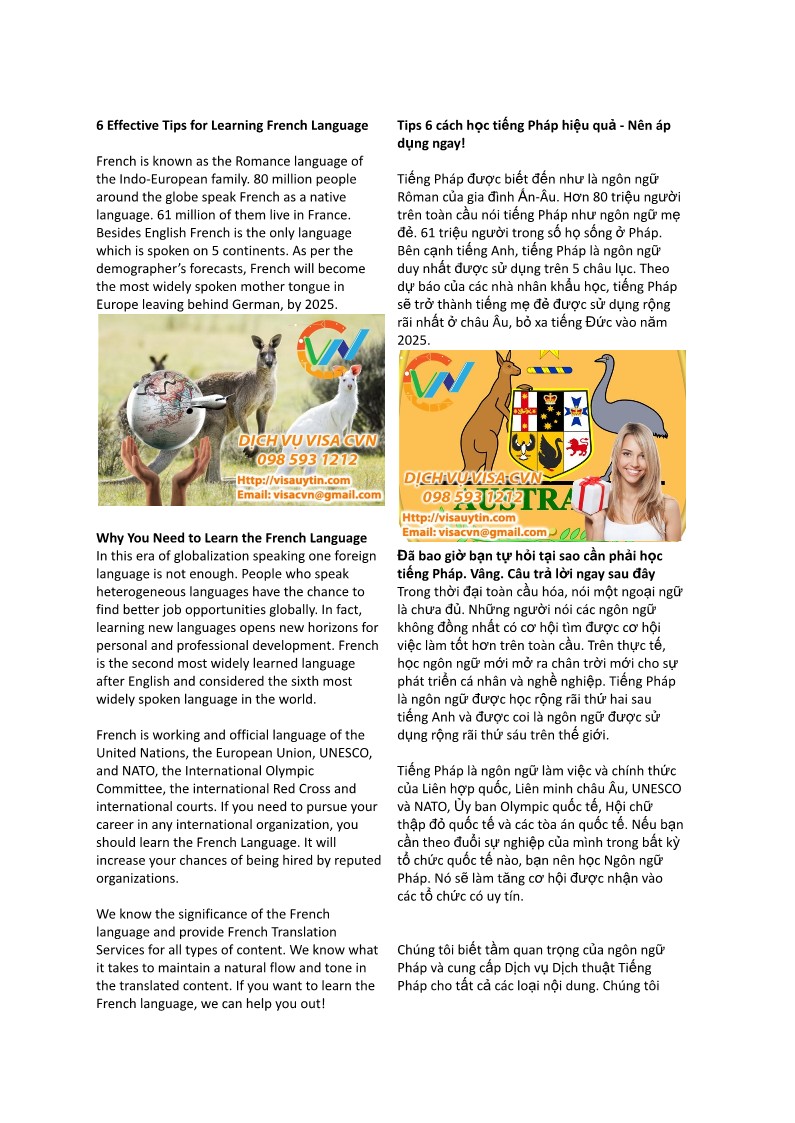 6 Effective Tips for Learning French Language
French is known as the Romance language of
the Indo-European family. 80 million people
around the globe speak French as a native
language. 61 million of them live in France.
Besides English French is the only language
which is spoken on 5 continents. As per the
demographer’s forecasts, French will become
the most widely spoken mother tongue in
Europe leaving behind German, by 2025.
CVN
DỊCH VỤ VISA CVN
098 593 1212
Http://visauytin.com
Email: visacvn@gmail.com
Why You Need to Learn the French Language
In this era of globalization speaking one foreign
language is not enough. People who speak
heterogeneous languages have the chance to
find better job opportunities globally. In fact,
learning new languages opens new horizons for
personal and professional development. French
is the second most widely learned language
after English and considered the sixth most
widely spoken language in the world.
French is working and official language of the
United Nations, the European Union, UNESCO,
and NATO, the International Olympic
Committee, the international Red Cross and
international courts. If you need to pursue your
career in any international organization, you
should learn the French Language. It will
increase your chances of being hired by reputed
organizations.
We know the significance of the French
language and provide French Translation
Services for all types of content. We know what
it takes to maintain a natural flow and tone in
the translated content. If you want to learn the
French language, we can help you out!
Tips 6 cách học tiếng Pháp hiệu quả - Nên áp
dụng ngay!
Tiếng Pháp được biết đến như là ngôn ngữ
Rôman của gia đình Ấn-Âu. Hơn 80 triệu người
trên toàn cầu nói tiếng Pháp như ngôn ngữ mẹ
đẻ. 61 triệu người trong số họ sống ở Pháp.
Bên cạnh tiếng Anh, tiếng Pháp là ngôn ngữ
duy nhất được sử dụng trên 5 châu lục. Theo
dự báo của các nhà nhân khẩu học, tiếng Pháp
sẽ trở thành tiếng mẹ đẻ được sử dụng rộng
rãi nhất ở châu Âu, bỏ xa tiếng Đức vào năm
2025.
CVN
DỊCH VỤ VISA CVN
098 593 1212
AUSTRA
Http://visauytin.com
Email: visacvn@gmail.com
Đã bao giờ bạn tự hỏi tại sao cần phải học
tiếng Pháp. Vâng. Câu trả lời ngay sau đây
Trong thời đại toàn cầu hóa, nói một ngoại ngữ
là chưa đủ. Những người nói các ngôn ngữ
không đồng nhất có cơ hội tìm được cơ hội
việc làm tốt hơn trên toàn cầu. Trên thực tế,
học ngôn ngữ mới mở ra chân trời mới cho sự
phát triển cá nhân và nghề nghiệp. Tiếng Pháp
là ngôn ngữ được học rộng rãi thứ hai sau
tiếng Anh và được coi là ngôn ngữ được sử
dụng rộng rãi thứ sáu trên thế giới.
Tiếng Pháp là ngôn ngữ làm việc và chính thức
của Liên hợp quốc, Liên minh châu Âu, UNESCO
và NATO, Ủy ban Olympic quốc tế, Hội chữ
thập đỏ quốc tế và các tòa án quốc tế. Nếu bạn
cần theo đuổi sự nghiệp của mình trong bất kỳ
tổ chức quốc tế nào, bạn nên học Ngôn ngữ
Pháp. Nó sẽ làm tăng cơ hội được nhận vào
các tổ chức có uy tín.
Chúng tôi biết tầm quan trọng của ngôn ngữ
Pháp và cung cấp Dịch vụ Dịch thuật Tiếng
Pháp cho tất cả các loại nội dung. Chúng tôi